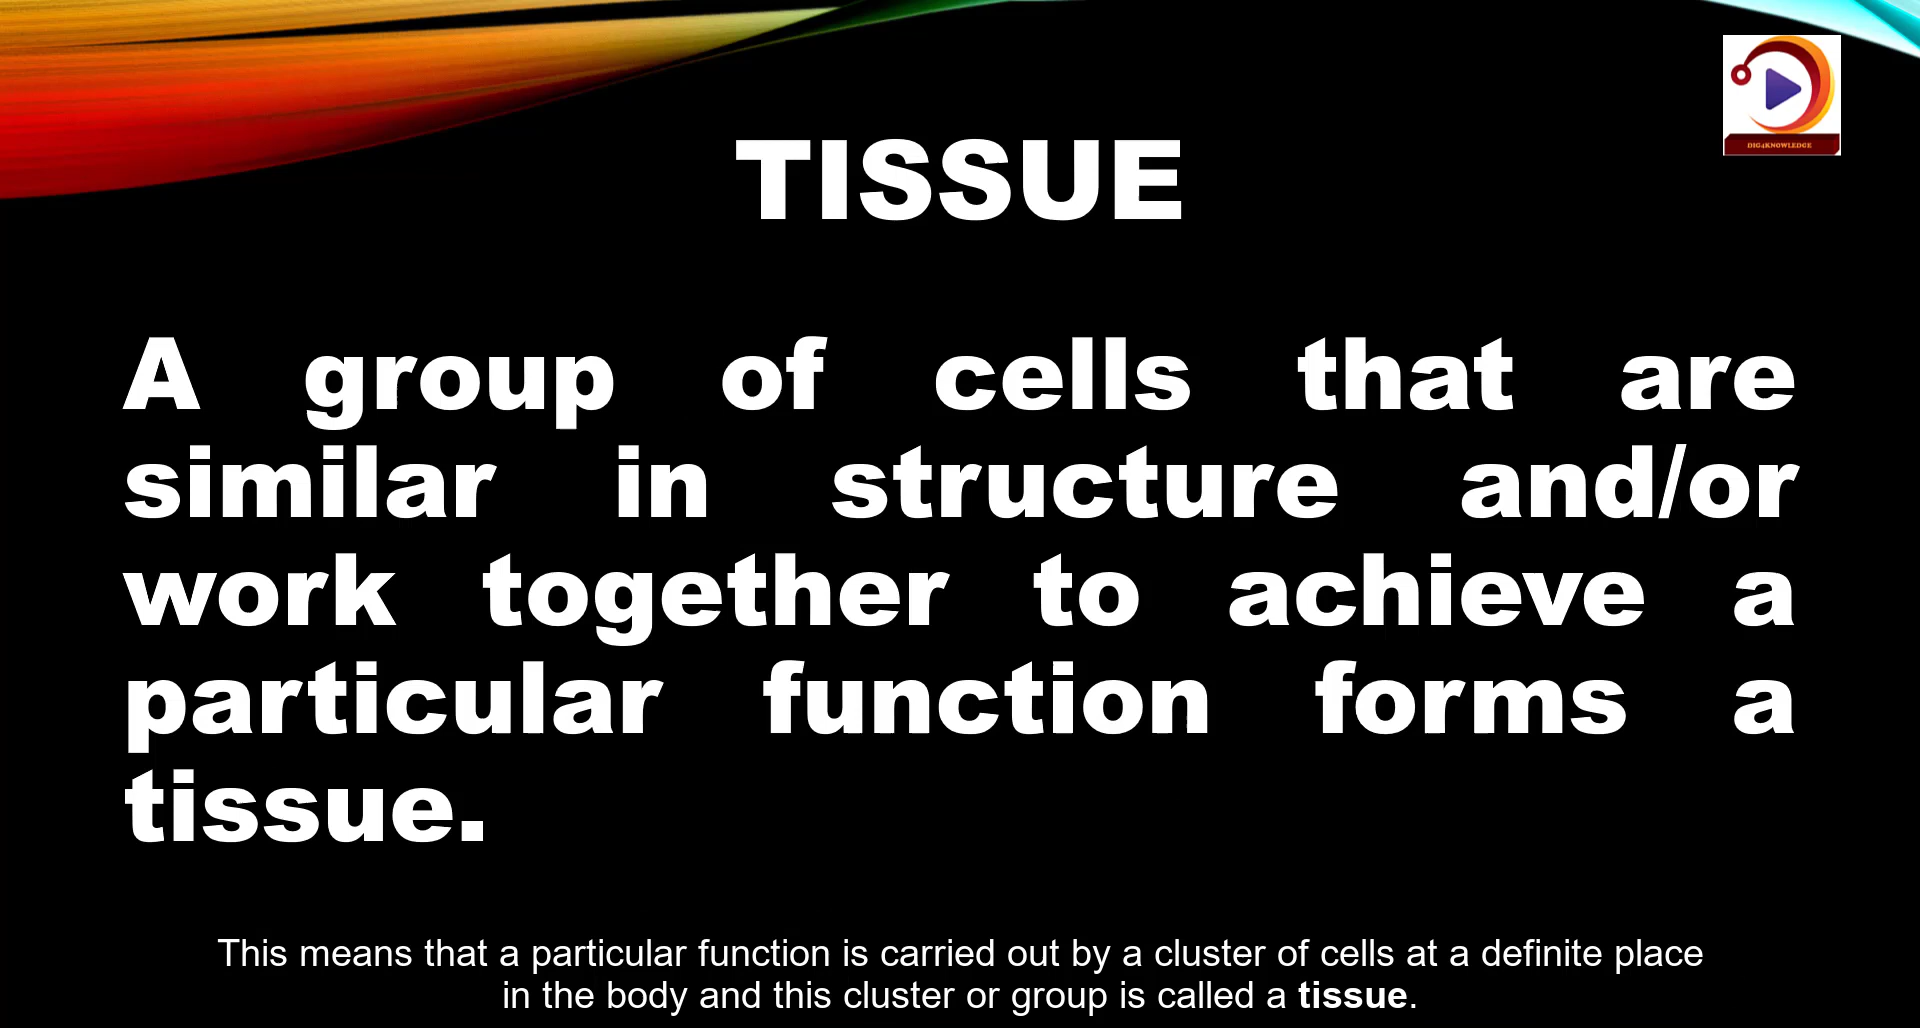 DIG4KNOWLEDGE
TISSUE
A group of cells that are
similar in structure and/or
work together to achieve a
particular function forms a
tissue.
This means that a particular function is carried out by a cluster of cells at a definite place
in the body and this cluster or group is called a tissue.